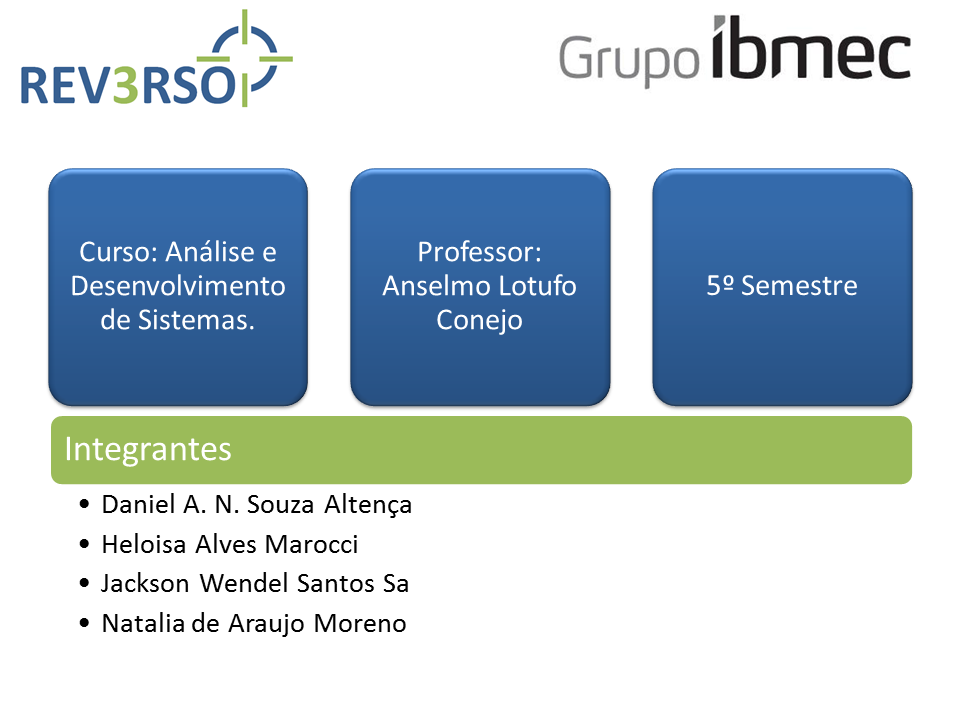 REV3RSO
Grupo ibmec
Curso: Análise e
Desenvolvimento
de Sistemas.
Professor:
Anselmo Lotufo
Conejo
5º Semestre
Integrantes
• Daniel A. N. Souza Altença
• Heloisa Alves Marocci
• Jackson Wendel Santos Sa
• Natalia de Araujo Moreno